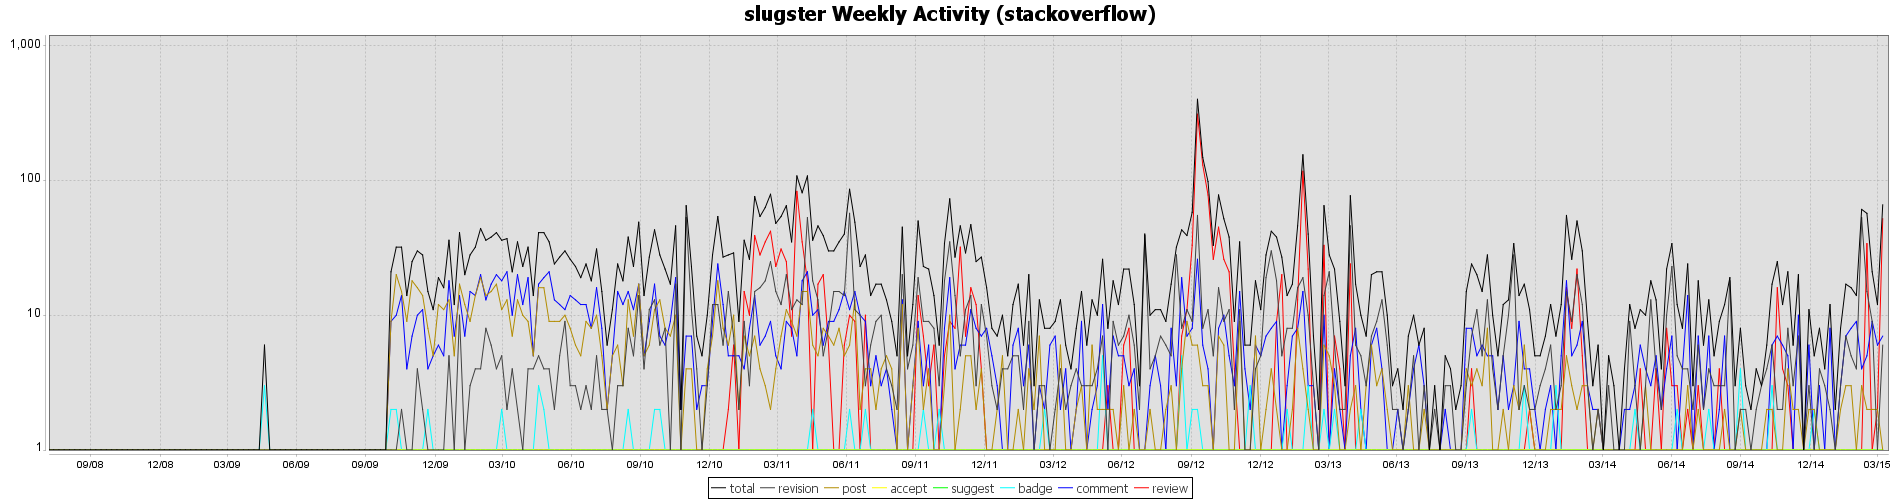 slugster Weekly Activity (stackoverflow)
1,000
100
10
1
09/08 12/08 03/09 06/09 09/09 12/09 03/10 06/10 09/10 12/10 03/11 06/11 09/11 12/11 03/12 06/12 09/12 12/12 03/13 06/13 09/13 12/13 03/14 06/14 09/14 12/14 03/15
total revision post accept suggest badge comment review